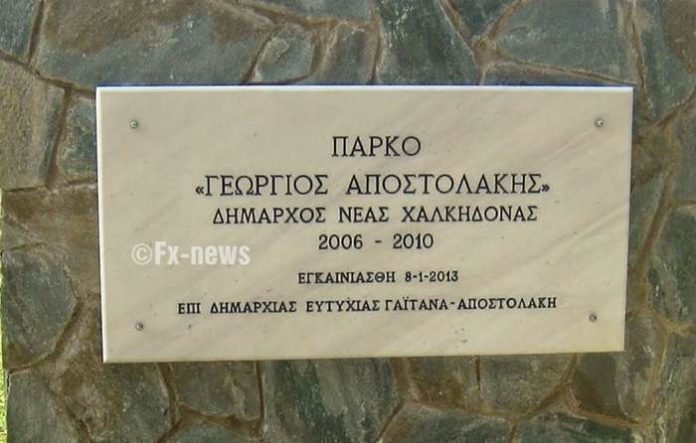 ΠΑΡΚΟ
«ΓΕΩΡΓΙΟΣ ΑΠΟΣΤΟΛΑΚΗΣ»
ΔΗΜΑΡΧΟΣ ΝΕΑΣ ΧΑΛΚΗΔΟΝΑΣ
2006 - 2010
©Fx-news
ΕΓΚΑΙΝΙΑΣΘΗ 8-1-2013
ΕΠΙ ΔΗΜΑΡΧΙΑΣ ΕΥΤΥΧΙΑΣ ΓΑΪΤΑΝΑ-ΑΠΟΣΤΟΛΑΚΗ